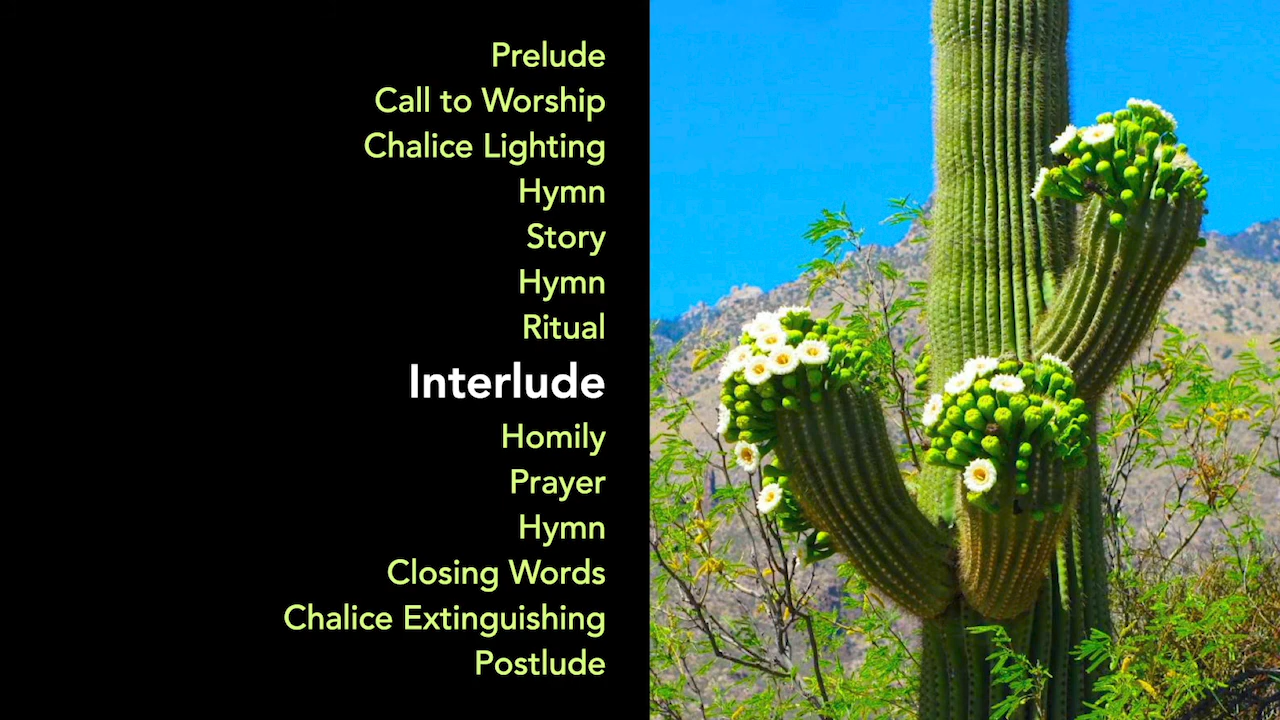 Prelude
Call to Worship
Chalice Lighting
Hymn
Story
Hymn
Ritual
Interlude
Homily
Prayer
Hymn
Closing Words
Chalice Extinguishing
Postlude